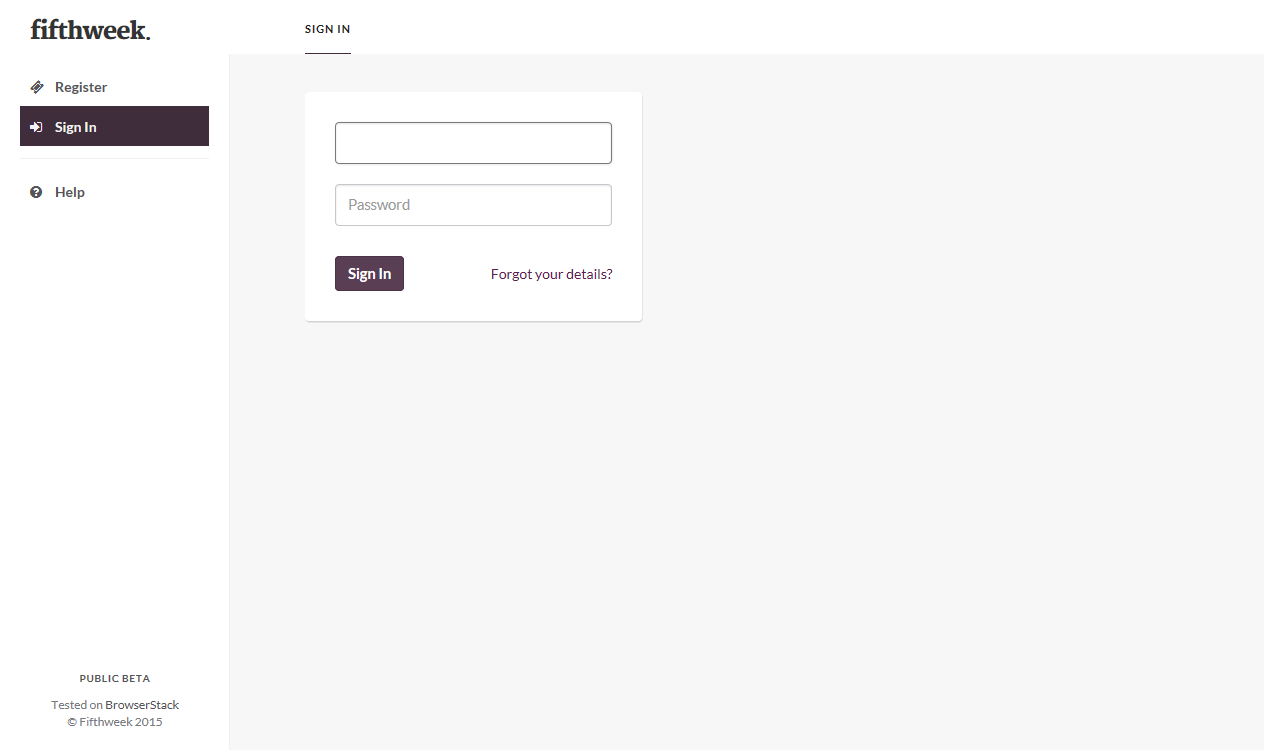 fifthweek.
SIGN IN
Register
Sign In
Help
Password
Sign In
Forgot your details?
PUBLIC BETA
Tested on BrowserStack
© Fifthweek 2015